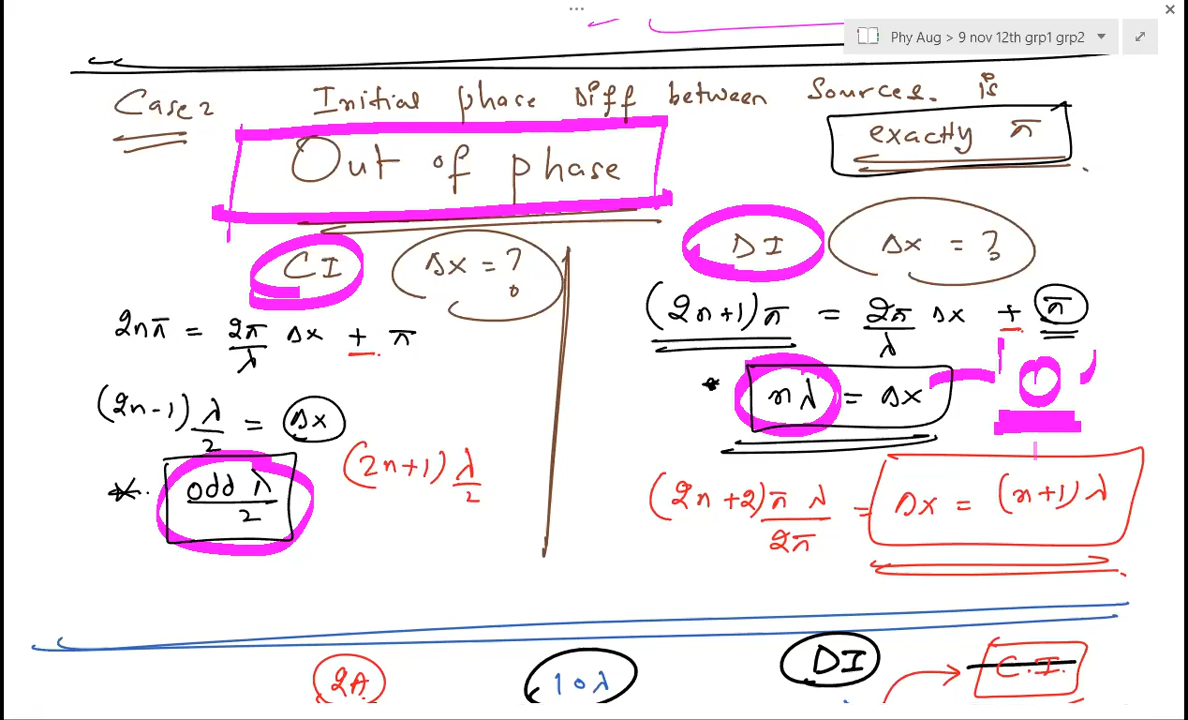 Phy Aug > 9 nov 12th grp1 grp2
Case 2 Initial phase Diff between Sources. is
exactly π
Out of phase
CI Δx = ?
2nπ = 2π/λ Δx + π
(2n-1) λ/2 = Δx
* odd λ/2
(2n+1) λ/2
DI Δx = ?
(2n+1)π = 2π/λ Δx + π
* nλ = Δx
(2n+2)π λ/2π = Δx = (n+1) λ
2A 10λ DI C.I.